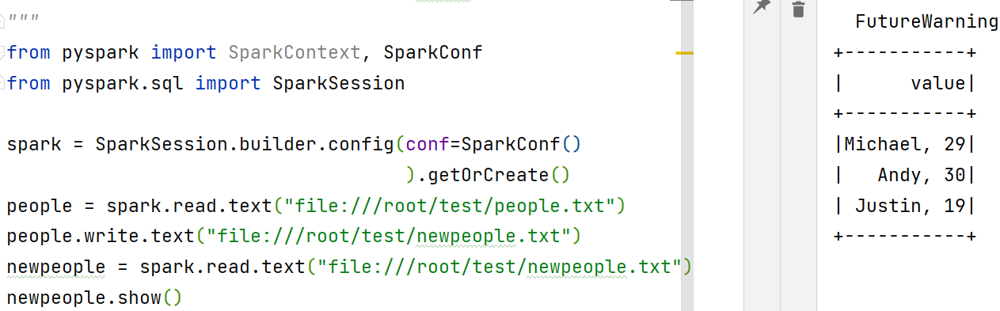 """
from pyspark import SparkContext, SparkConf
from pyspark.sql import SparkSession
spark = SparkSession.builder.config(conf=SparkConf()
).getOrCreate()
people = spark.read.text("file:///root/test/people.txt")
people.write.text("file:///root/test/newpeople.txt")
newpeople = spark.read.text("file:///root/test/newpeople.txt")
newpeople.show()
FutureWarning
+-----------+
|      value|
+-----------+
|Michael, 29|
|   Andy, 30|
| Justin, 19|
+-----------+